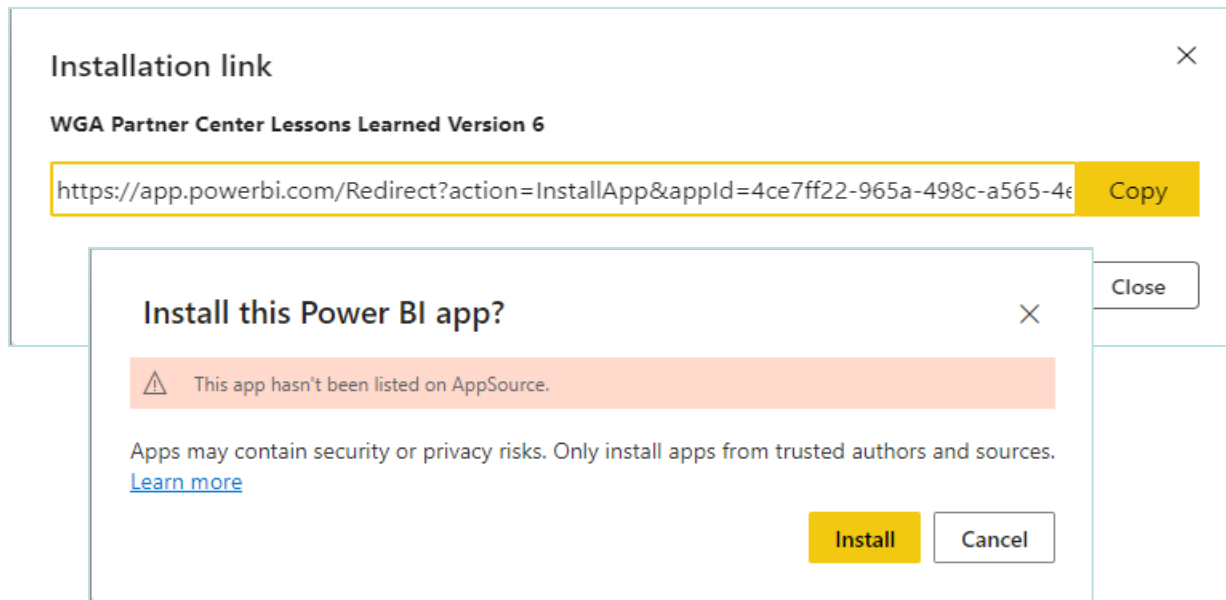 Installation link
WGA Partner Center Lessons Learned Version 6
https://app.powerbi.com/Redirect?action=InstallApp&appId=4ce7ff22-965a-498c-a565-4e
Copy
Close
Install this Power BI app?
This app hasn't been listed on AppSource.
Apps may contain security or privacy risks. Only install apps from trusted authors and sources.
Learn more
Install
Cancel